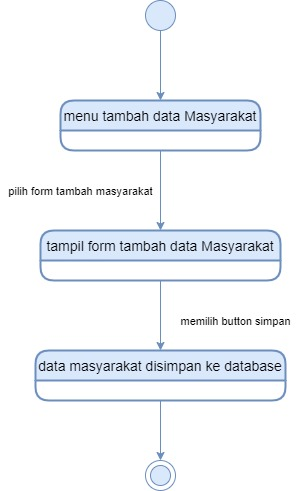 menu tambah data Masyarakat
pilih form tambah masyarakat
tampil form tambah data Masyarakat
memilih button simpan
data masyarakat disimpan ke database